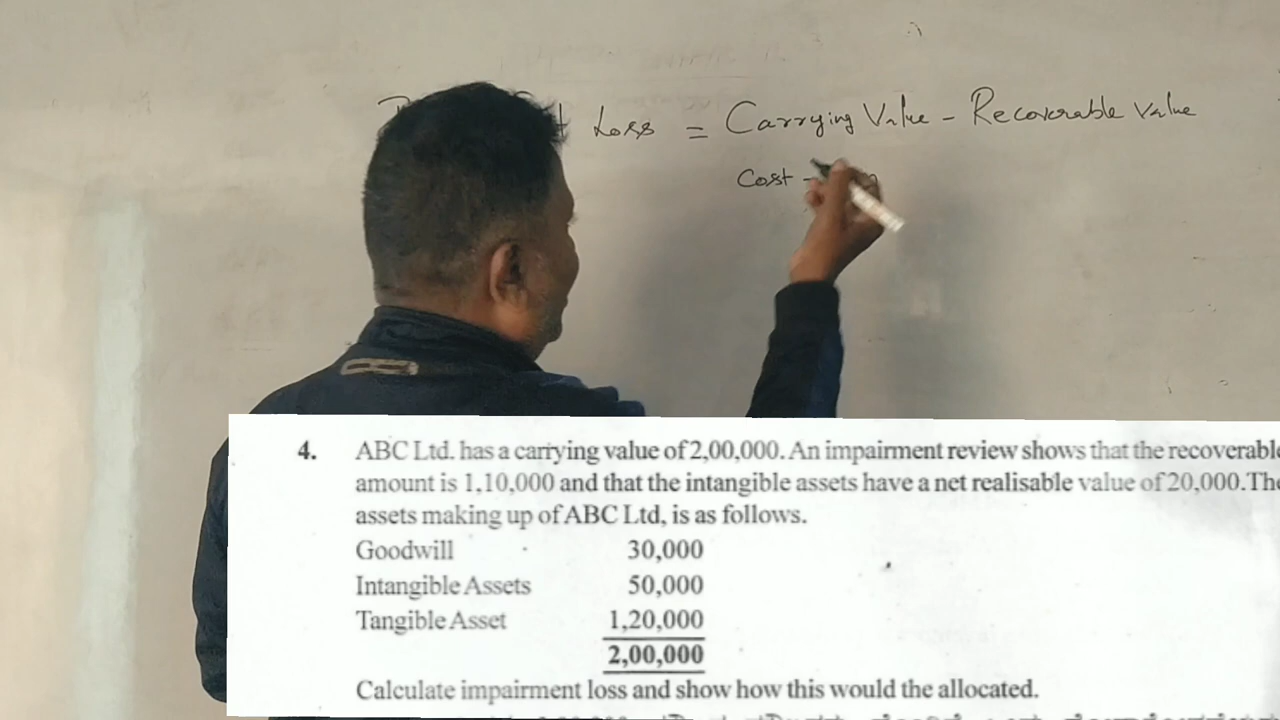 Loss = Carrying Value - Recoverable Value
Cost -
4. ABC Ltd. has a carrying value of 2,00,000. An impairment review shows that the recoverable
amount is 1,10,000 and that the intangible assets have a net realisable value of 20,000. The
assets making up of ABC Ltd, is as follows.
Goodwill 30,000
Intangible Assets 50,000
Tangible Asset 1,20,000
2,00,000
Calculate impairment loss and show how this would the allocated.